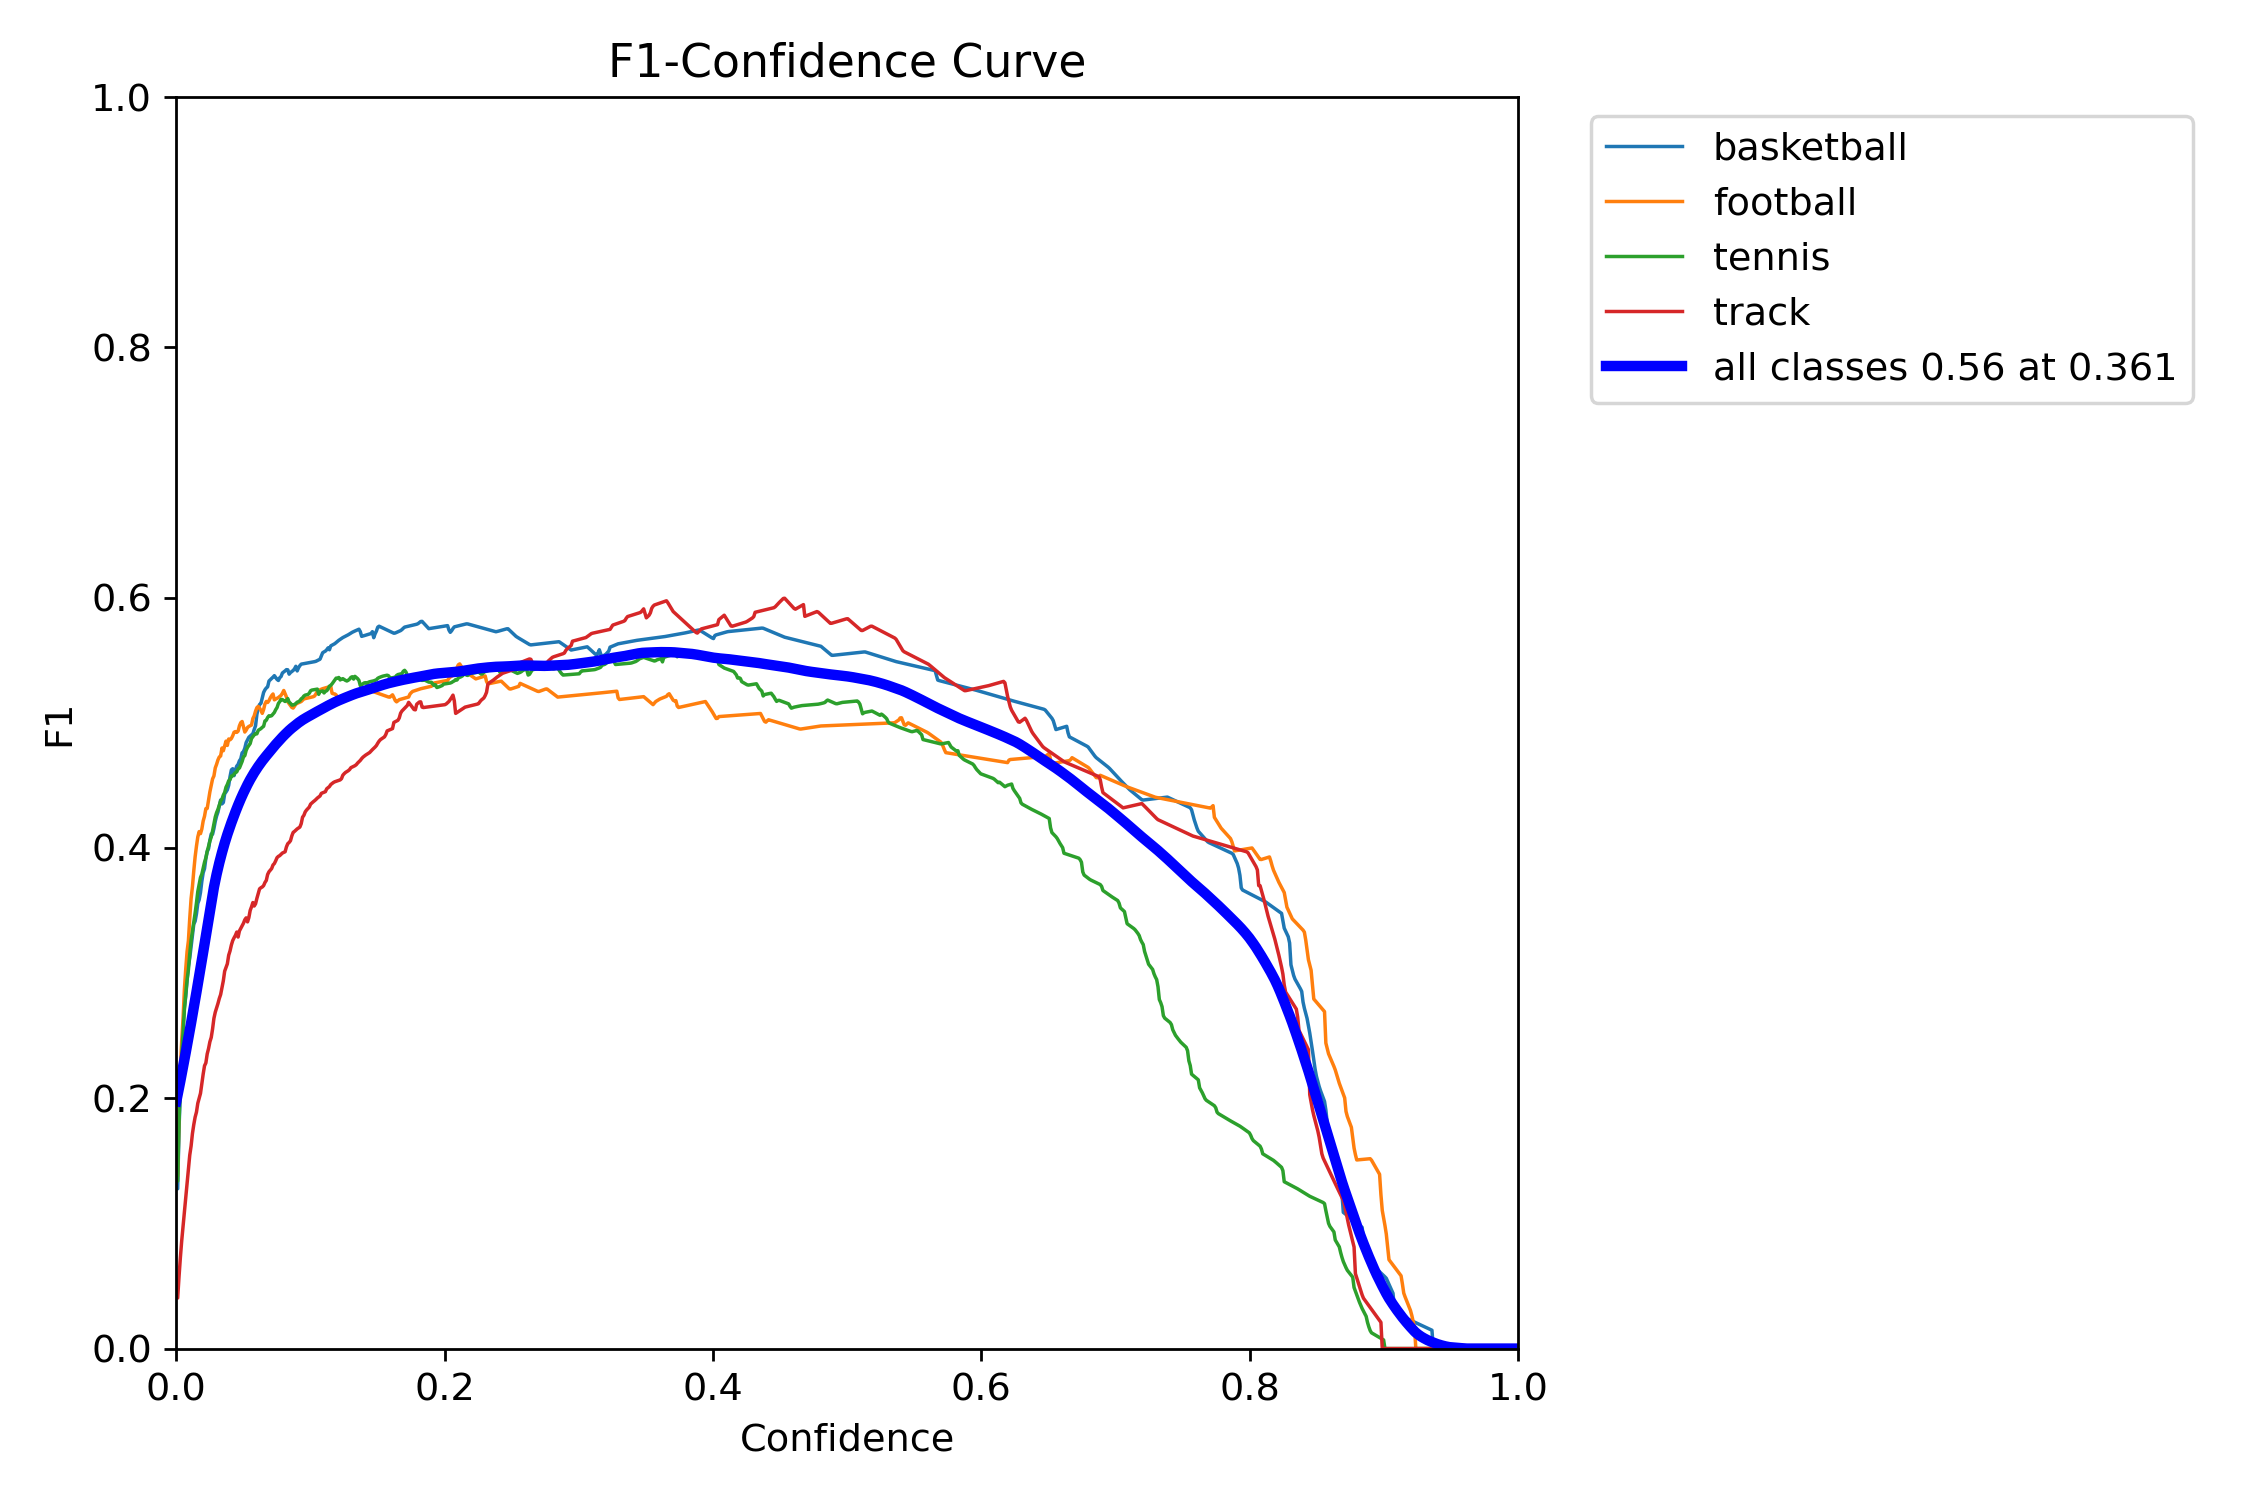 F1-Confidence Curve
1.0
0.8
0.6
0.4
0.2
0.0
F1
0.0 0.2 0.4 0.6 0.8 1.0
Confidence
basketball
football
tennis
track
all classes 0.56 at 0.361